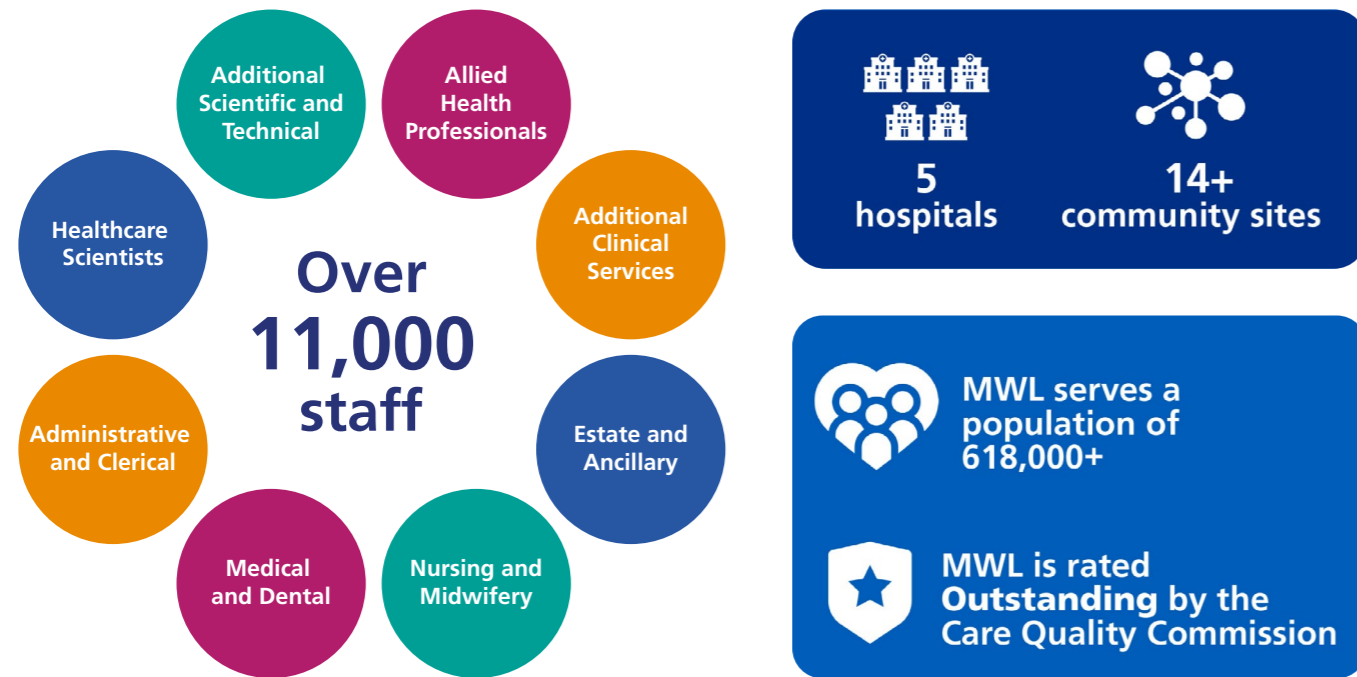 Additional
Scientific and
Technical
Allied
Health
Professionals
Additional
Clinical
Services
Estate and
Ancillary
Nursing and
Midwifery
Medical
and Dental
Administrative
and Clerical
Healthcare
Scientists
Over
11,000
staff
5
hospitals
14+
community sites
MWL serves a
population of
618,000+
MWL is rated
Outstanding by the
Care Quality Commission